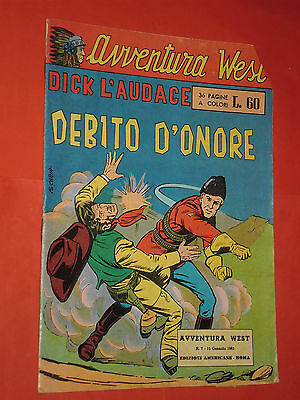 Avventura West
DICK L'AUDACE
36 PAGINE
A COLORI
L. 60
DEBITO D'ONORE
AVVENTURA WEST
EDIZIONI AMERICANE - ROMA